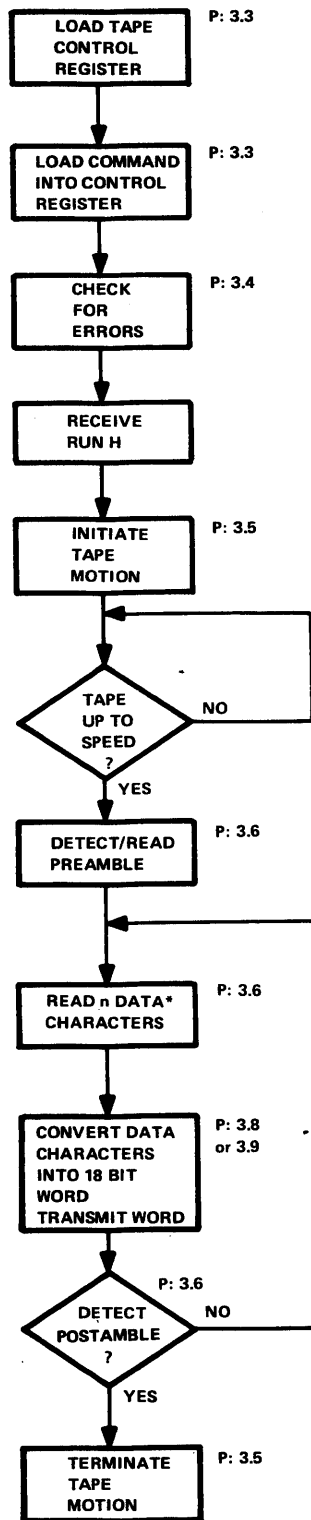 P: 3.3
LOAD TAPE
CONTROL
REGISTER
P: 3.3
LOAD COMMAND
INTO CONTROL
REGISTER
P: 3.4
CHECK
FOR
ERRORS
RECEIVE
RUN H
P: 3.5
INITIATE
TAPE
MOTION
TAPE
UP TO
SPEED
?
NO
YES
P: 3.6
DETECT/READ
PREAMBLE
P: 3.6
READ n DATA*
CHARACTERS
P: 3.8
or 3.9
CONVERT DATA
CHARACTERS
INTO 18 BIT
WORD
TRANSMIT WORD
P: 3.6
DETECT
POSTAMBLE
?
NO
YES
P: 3.5
TERMINATE
TAPE
MOTION